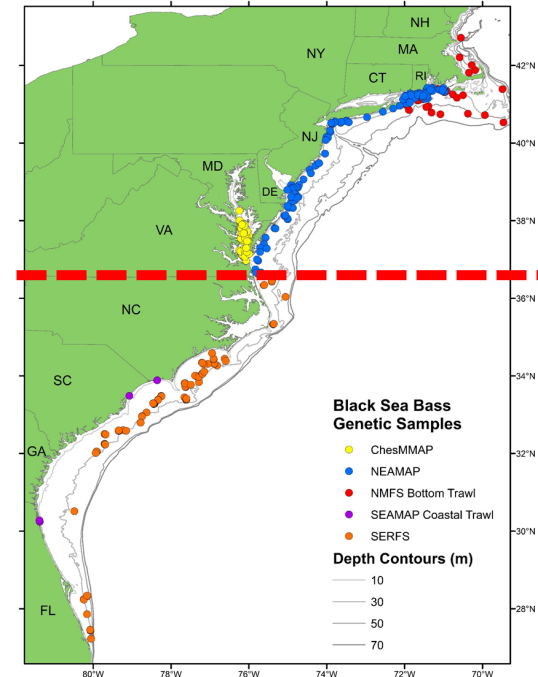 NH
NY
MA
CT
RI
NJ
MD
DE
VA
NC
SC
GA
FL
42°N
40°N
38°N
36°N
34°N
32°N
30°N
28°N
Black Sea Bass
Genetic Samples
ChesMMAP
NEAMAP
NMFS Bottom Trawl
SEAMAP Coastal Trawl
SERFS
Depth Contours (m)
10
30
50
70
80°W
78°W
76°W
74°W
72°W
70°W